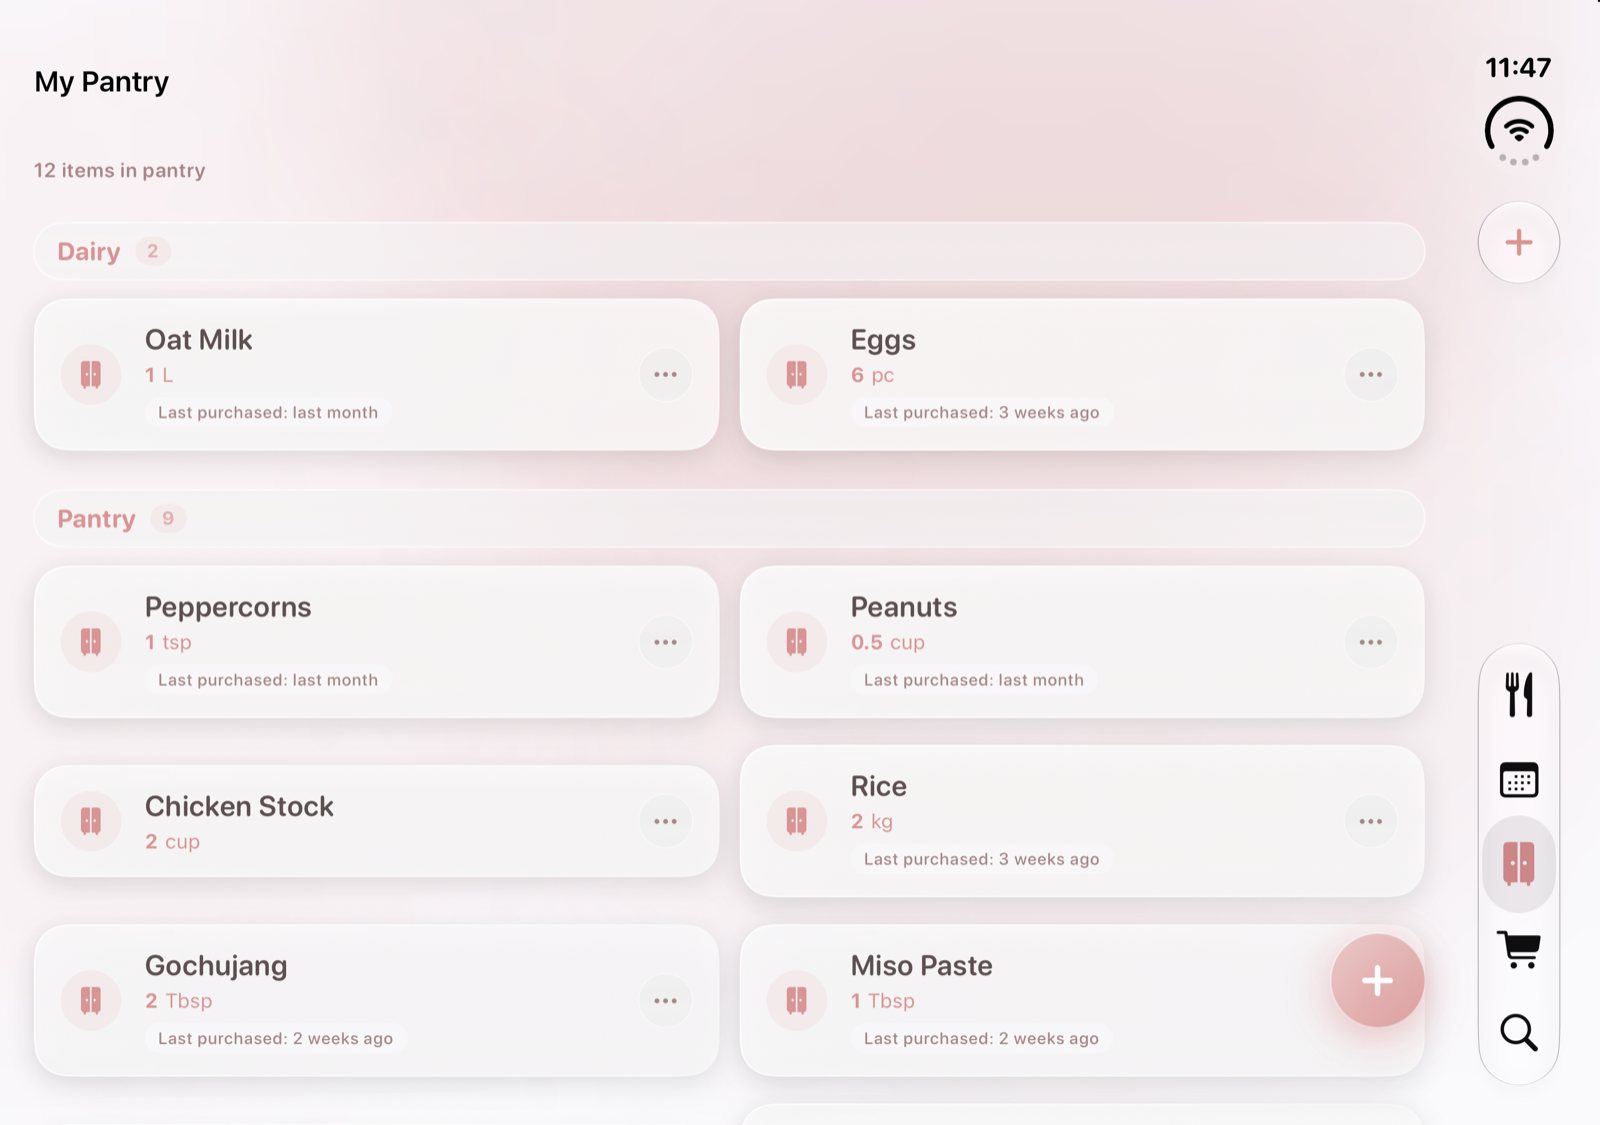 My Pantry
11:47
12 items in pantry
Dairy 2
Oat Milk
1 L
Last purchased: last month
Eggs
6 pc
Last purchased: 3 weeks ago
Pantry 9
Peppercorns
1 tsp
Last purchased: last month
Peanuts
0.5 cup
Last purchased: last month
Chicken Stock
2 cup
Rice
2 kg
Last purchased: 3 weeks ago
Gochujang
2 Tbsp
Last purchased: 2 weeks ago
Miso Paste
1 Tbsp
Last purchased: 2 weeks ago